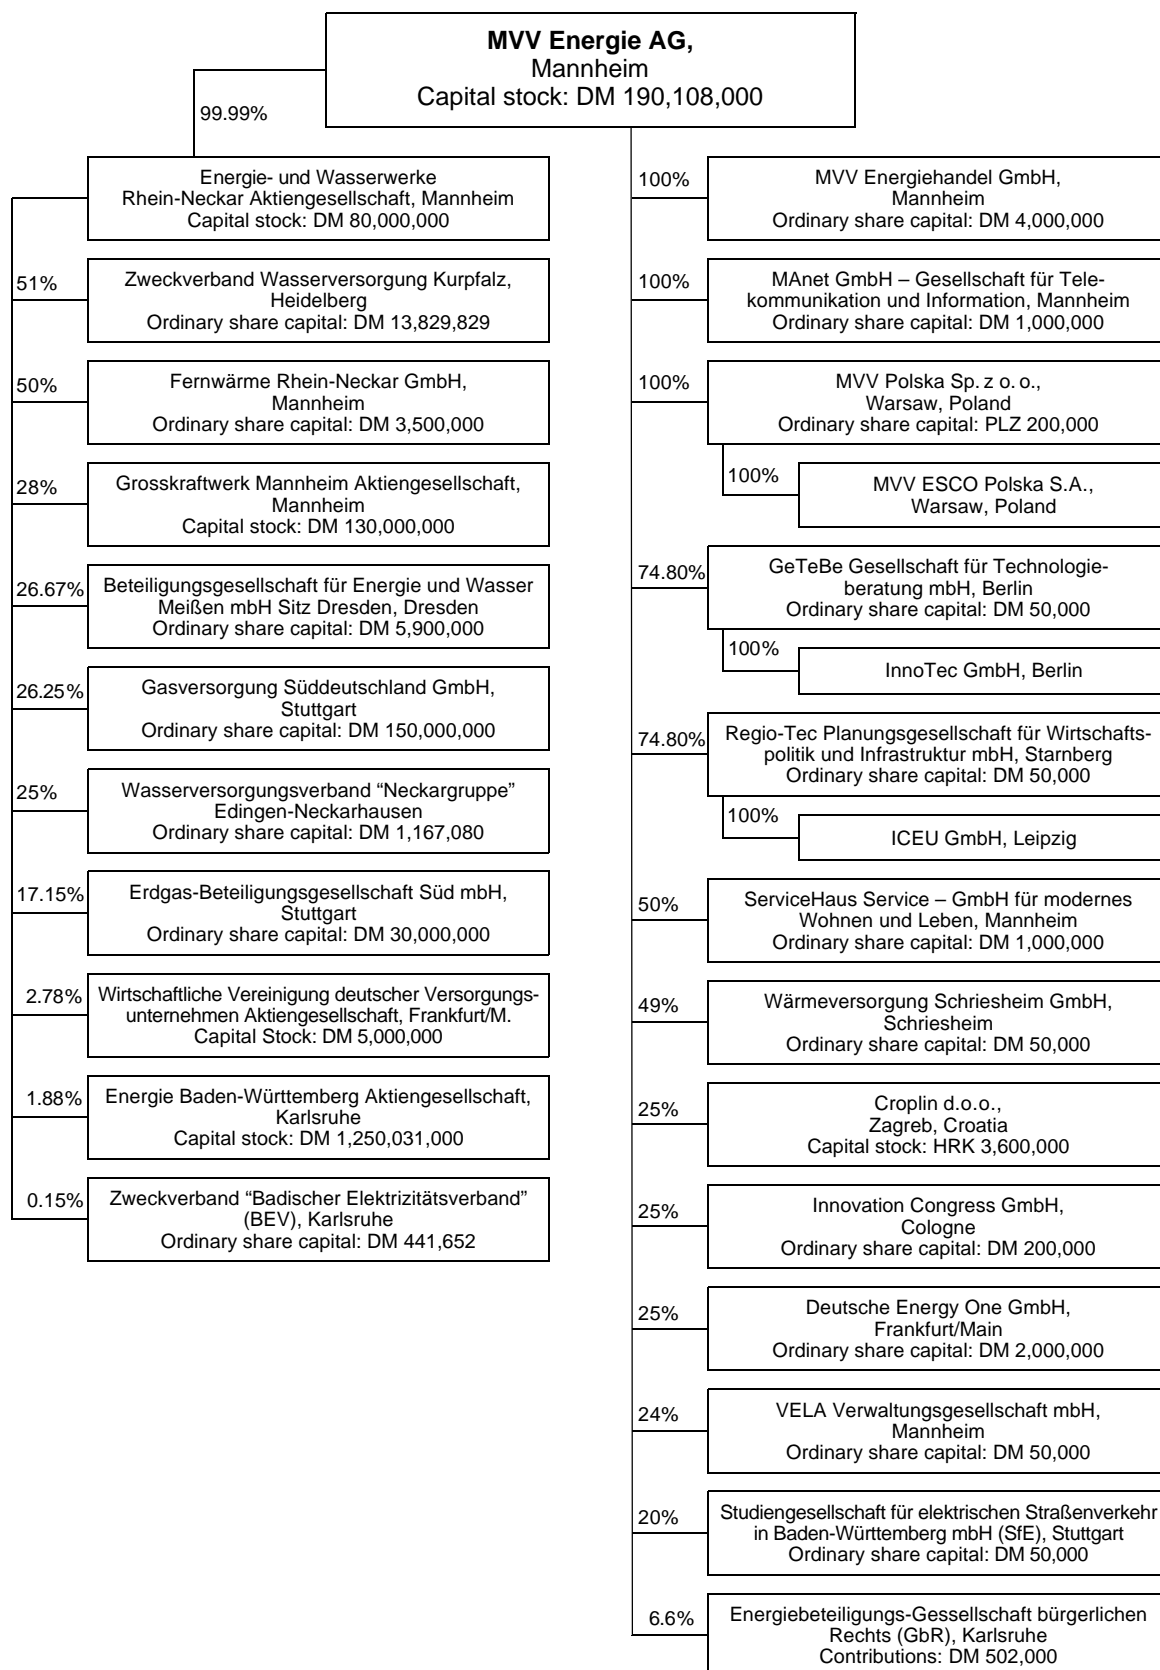 MVV Energie AG,
Mannheim
Capital stock: DM 190,108,000
99.99%
Energie- und Wasserwerke
Rhein-Neckar Aktiengesellschaft, Mannheim
Capital stock: DM 80,000,000
51%
Zweckverband Wasserversorgung Kurpfalz,
Heidelberg
Ordinary share capital: DM 13,829,829
50%
Fernwärme Rhein-Neckar GmbH,
Mannheim
Ordinary share capital: DM 3,500,000
28%
Grosskraftwerk Mannheim Aktiengesellschaft,
Mannheim
Capital stock: DM 130,000,000
26.67%
Beteiligungsgesellschaft für Energie und Wasser
Meißen mbH Sitz Dresden, Dresden
Ordinary share capital: DM 5,900,000
26.25%
Gasversorgung Süddeutschland GmbH,
Stuttgart
Ordinary share capital: DM 150,000,000
25%
Wasserversorgungsverband “Neckargruppe”
Edingen-Neckarhausen
Ordinary share capital: DM 1,167,080
17.15%
Erdgas-Beteiligungsgesellschaft Süd mbH,
Stuttgart
Ordinary share capital: DM 30,000,000
2.78%
Wirtschaftliche Vereinigung deutscher Versorgungs-
unternehmen Aktiengesellschaft, Frankfurt/M.
Capital Stock: DM 5,000,000
1.88%
Energie Baden-Württemberg Aktiengesellschaft,
Karlsruhe
Capital stock: DM 1,250,031,000
0.15%
Zweckverband “Badischer Elektrizitätsverband”
(BEV), Karlsruhe
Ordinary share capital: DM 441,652
100%
MVV Energiehandel GmbH,
Mannheim
Ordinary share capital: DM 4,000,000
100%
MAnet GmbH – Gesellschaft für Tele-
kommunikation und Information, Mannheim
Ordinary share capital: DM 1,000,000
100%
MVV Polska Sp. z o. o.,
Warsaw, Poland
Ordinary share capital: PLZ 200,000
100%
MVV ESCO Polska S.A.,
Warsaw, Poland
74.80%
GeTeBe Gesellschaft für Technologie-
beratung mbH, Berlin
Ordinary share capital: DM 50,000
100%
InnoTec GmbH, Berlin
74.80%
Regio-Tec Planungsgesellschaft für Wirtschafts-
politik und Infrastruktur mbH, Starnberg
Ordinary share capital: DM 50,000
100%
ICEU GmbH, Leipzig
50%
ServiceHaus Service – GmbH für modernes
Wohnen und Leben, Mannheim
Ordinary share capital: DM 1,000,000
49%
Wärmeversorgung Schriesheim GmbH,
Schriesheim
Ordinary share capital: DM 50,000
25%
Croplin d.o.o.,
Zagreb, Croatia
Capital stock: HRK 3,600,000
25%
Innovation Congress GmbH,
Cologne
Ordinary share capital: DM 200,000
25%
Deutsche Energy One GmbH,
Frankfurt/Main
Ordinary share capital: DM 2,000,000
24%
VELA Verwaltungsgesellschaft mbH,
Mannheim
Ordinary share capital: DM 50,000
20%
Studiengesellschaft für elektrischen Straßenverkehr
in Baden-Württemberg mbH (SfE), Stuttgart
Ordinary share capital: DM 50,000
6.6%
Energiebeteiligungs-Gessellschaft bürgerlichen
Rechts (GbR), Karlsruhe
Contributions: DM 502,000